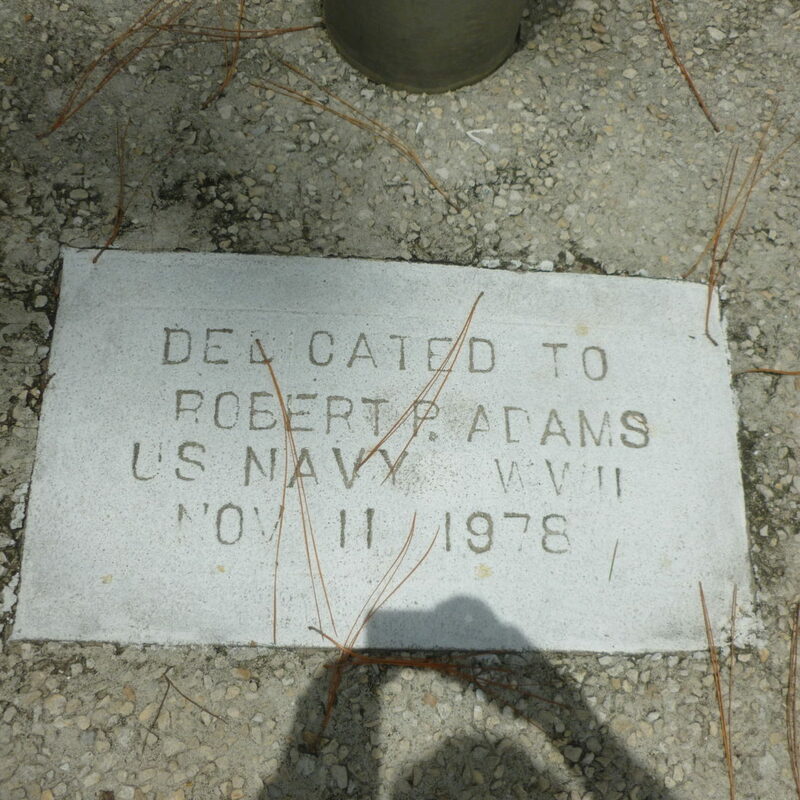 DEDICATED TO
ROBERT P. ADAMS
US NAVY WWII
NOV 11 1978